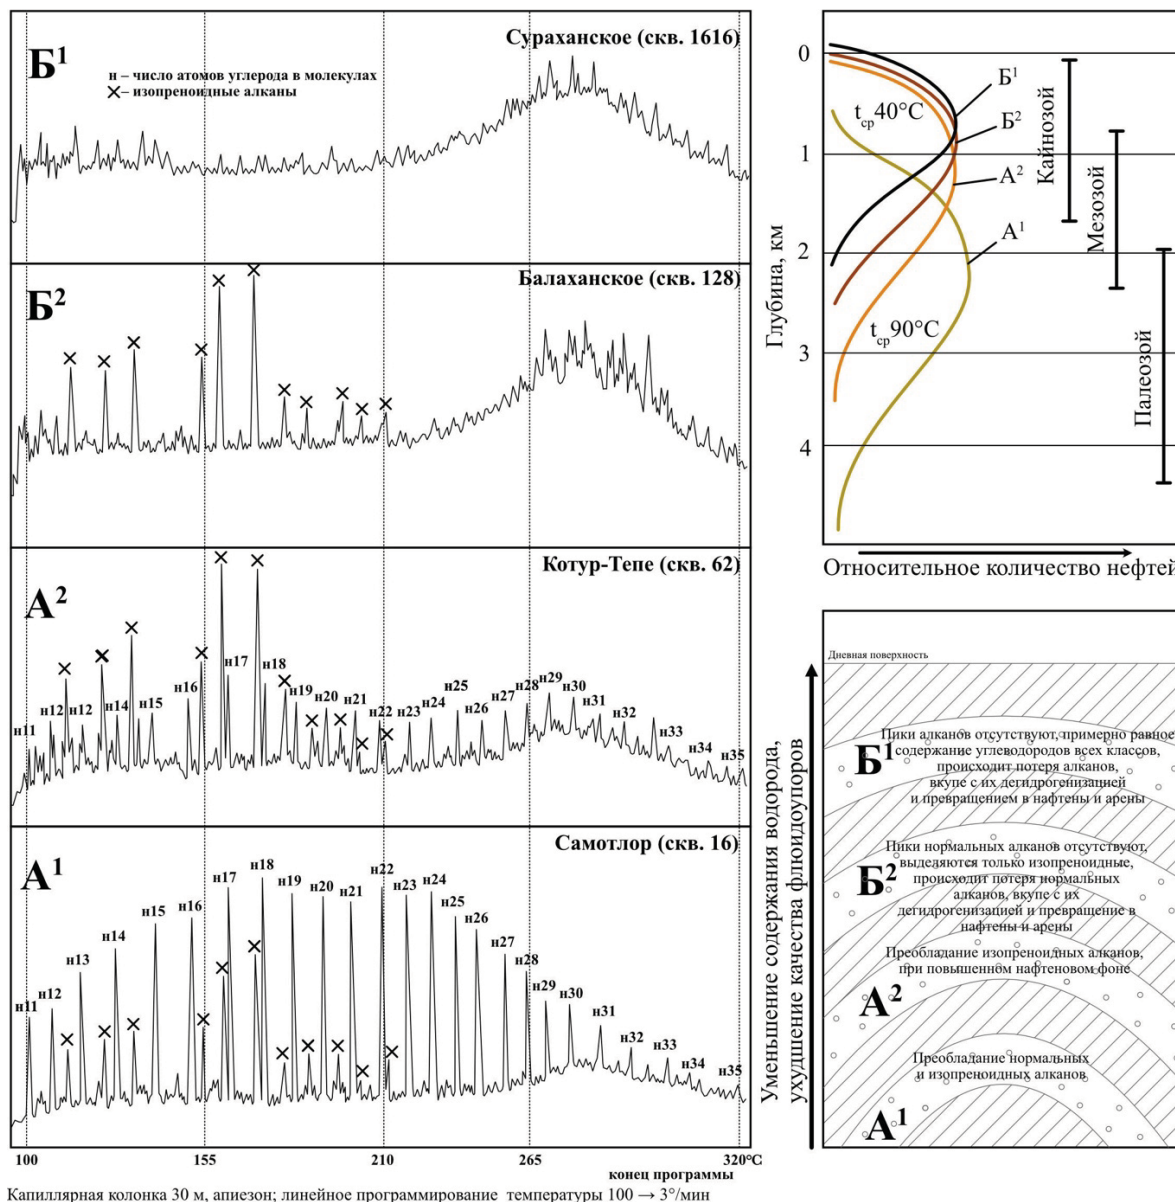 Б¹
Сураханское (скв. 1616)
н – число атомов углерода в молекулах
× – изопреноидные алканы
Б²
Балаханское (скв. 128)
А²
Котур-Тепе (скв. 62)
н11
н12
н12
н14
н15
н16
н17
н18
н19
н20
н21
н22
н23
н24
н25
н26
н27
н28
н29
н30
н31
н32
н33
н34
н35
А¹
Самотлор (скв. 16)
н11
н12
н13
н14
н15
н16
н17
н18
н19
н20
н21
н22
н23
н24
н25
н26
н27
н28
н29
н30
н31
н32
н33
н34
н35
100
155
210
265
320°C
конец программы
Капиллярная колонка 30 м, апиезон; линейное программирование температуры 100 → 3°/мин
Глубина, км
0
1
2
3
4
tср40°C
tср90°C
Б¹
Б²
А²
А¹
Кайнозой
Мезозой
Палеозой
Относительное количество нефтей
Уменьшение содержания водорода,
ухудшение качества флюидоупоров
Дневная поверхность
Б¹
Пики алканов отсутствуют, примерно равное
содержание углеводородов всех классов,
происходит потеря алканов,
вкупе с их дегидрогенизацией
и превращением в нафтены и арены
Б²
Пики нормальных алканов отсутствуют,
выделяются только изопреноидные,
происходит потеря нормальных
алканов, вкупе с их
дегидрогенизацией и превращение в
нафтены и арены
А²
Преобладание изопреноидных алканов,
при повышенном нафтеновом фоне
А¹
Преобладание нормальных
и изопреноидных алканов